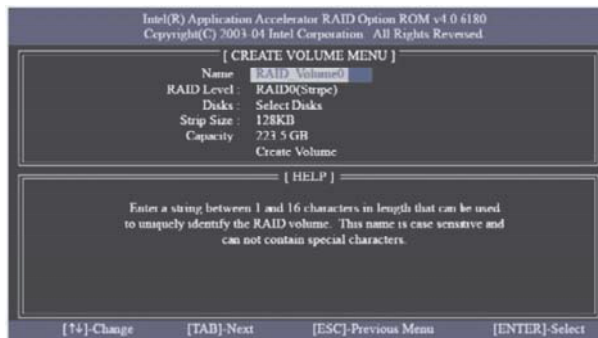 Intel(R) Application Accelerator RAID Option ROM v4.0 6180
Copyright(C) 2003-04 Intel Corporation All Rights Reversed
[ CREATE VOLUME MENU ]
Name RAID_Volume0
RAID Level : RAID0(Stripe)
Disks : Select Disks
Strip Size : 128KB
Capacity 223.5 GB
Create Volume
[ HELP ]
Enter a string between 1 and 16 characters in length that can be used
to uniquely identify the RAID volume. This name is case sensitive and
can not contain special characters.
[↑↓]-Change [TAB]-Next [ESC]-Previous Menu [ENTER]-Select